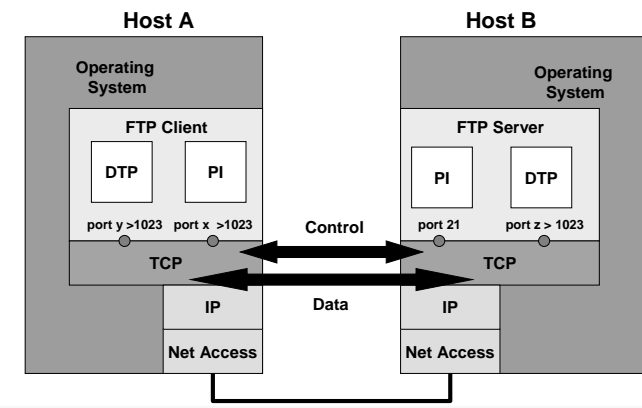 Host A
Host B
Operating
System
Operating
System
FTP Client
FTP Server
DTP
PI
PI
DTP
port y >1023
port x >1023
Control
port 21
port z > 1023
TCP
TCP
IP
Data
IP
Net Access
Net Access